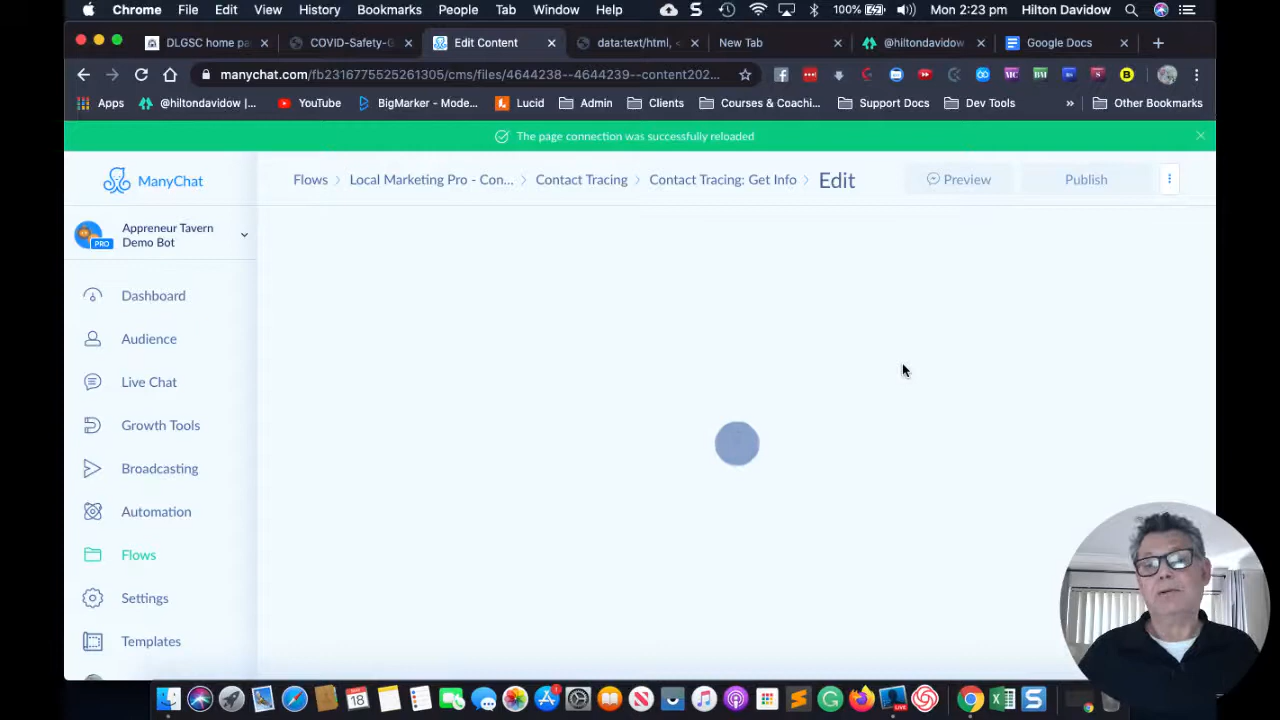 Chrome File Edit View History Bookmarks People Tab Window Help 100% Mon 2:23 pm Hilton Davidow
DLGSC home pa COVID-Safety-G Edit Content data:text/html, < New Tab @hiltondavidow Google Docs
manychat.com/fb2316775525261305/cms/files/4644238--4644239--content202...
Apps @hiltondavidow |... YouTube BigMarker - Mode... Lucid Admin Clients Courses & Coachi... Support Docs Dev Tools » Other Bookmarks
The page connection was successfully reloaded
ManyChat
Flows › Local Marketing Pro - Con... › Contact Tracing › Contact Tracing: Get Info › Edit Preview Publish
Appreneur Tavern
Demo Bot
PRO
Dashboard
Audience
Live Chat
Growth Tools
Broadcasting
Automation
Flows
Settings
Templates